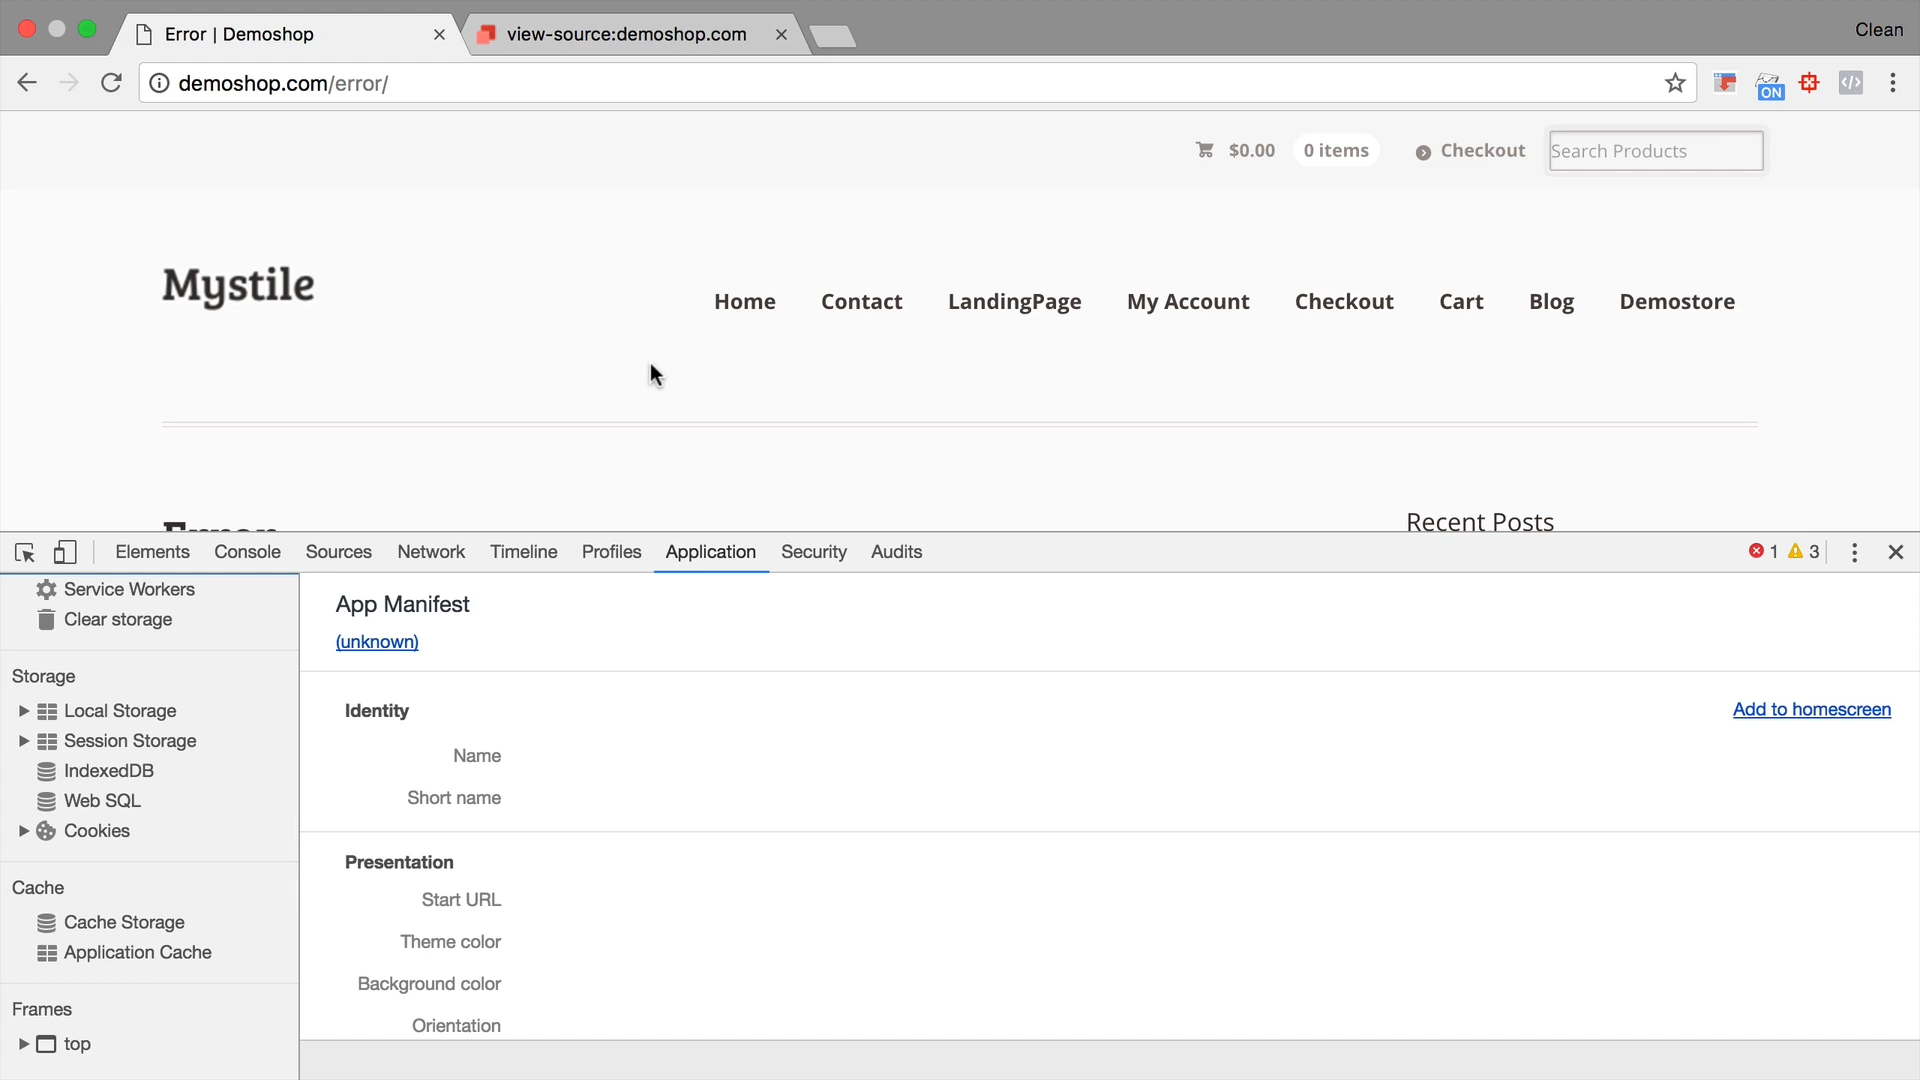 Error | Demoshop
view-source:demoshop.com
Clean
demoshop.com/error/
ON
$0.00 0 items Checkout Search Products
Mystile
Home Contact LandingPage My Account Checkout Cart Blog Demostore
Error
Recent Posts
Elements Console Sources Network Timeline Profiles Application Security Audits 1 3
Service Workers
Clear storage
Storage
Local Storage
Session Storage
IndexedDB
Web SQL
Cookies
Cache
Cache Storage
Application Cache
Frames
top
App Manifest
(unknown)
Identity
Add to homescreen
Name
Short name
Presentation
Start URL
Theme color
Background color
Orientation